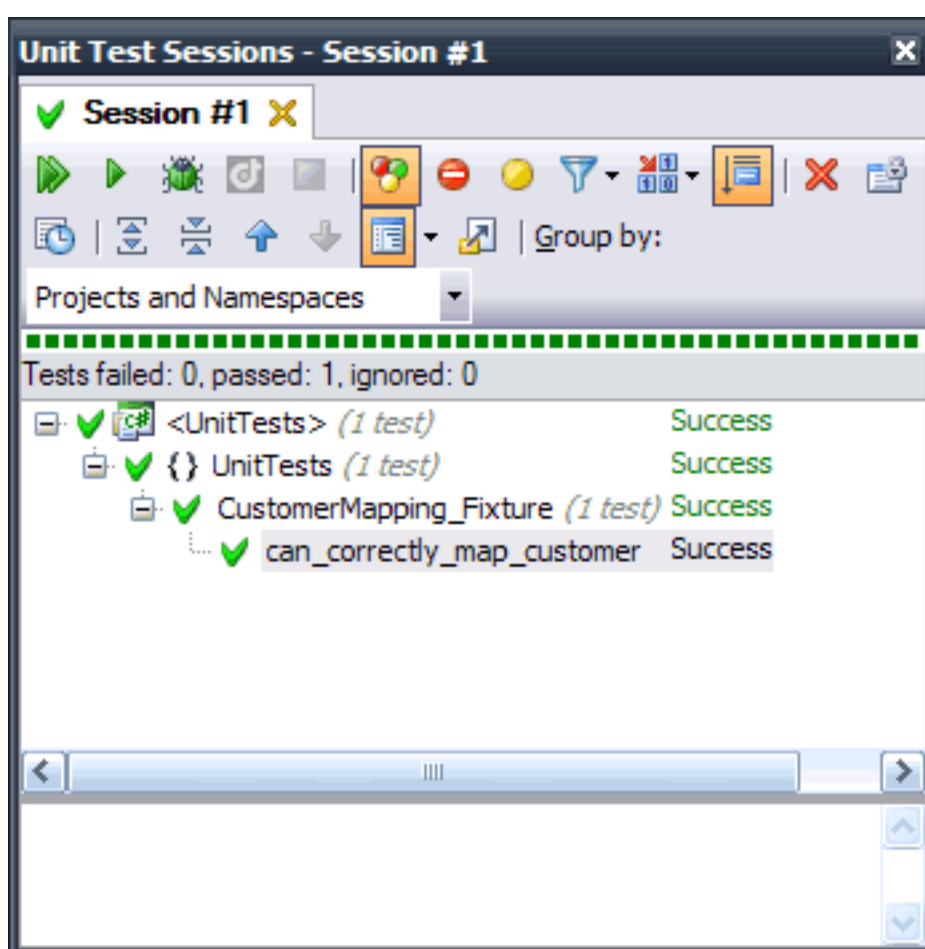 Unit Test Sessions - Session #1
Session #1
Group by:
Projects and Namespaces
Tests failed: 0, passed: 1, ignored: 0
<UnitTests> (1 test) Success
{} UnitTests (1 test) Success
CustomerMapping_Fixture (1 test) Success
can_correctly_map_customer Success